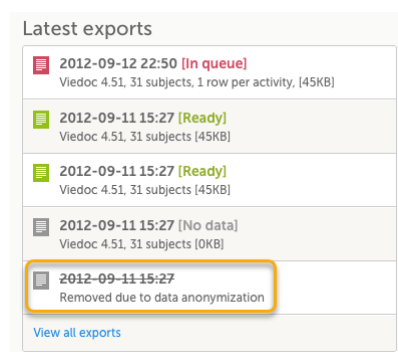 Latest exports
2012-09-12 22:50 [In queue]
Viedoc 4.51, 31 subjects, 1 row per activity, [45KB]
2012-09-11 15:27 [Ready]
Viedoc 4.51, 31 subjects [45KB]
2012-09-11 15:27 [Ready]
Viedoc 4.51, 31 subjects [45KB]
2012-09-11 15:27 [No data]
Viedoc 4.51, 31 subjects [0KB]
2012-09-11 15:27
Removed due to data anonymization
View all exports